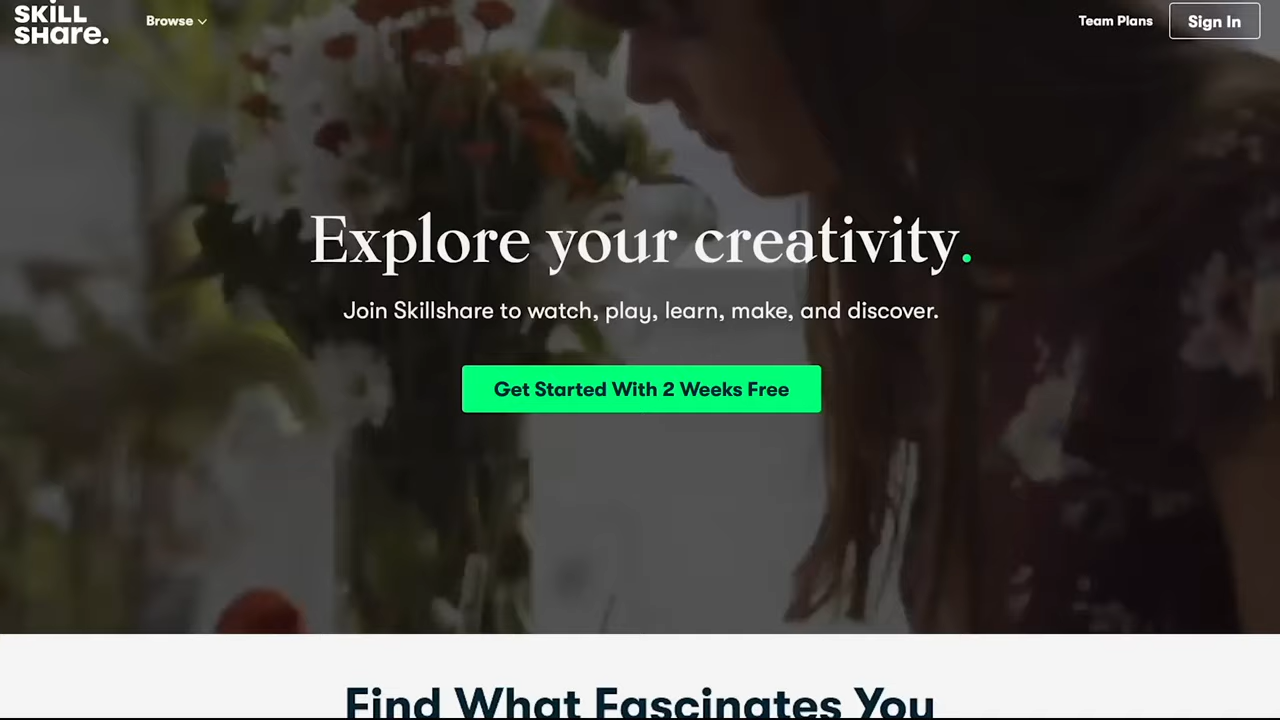 SKiLL
SHare.
Browse
Team Plans
Sign In
Explore your creativity.
Join Skillshare to watch, play, learn, make, and discover.
Get Started With 2 Weeks Free
Find What Fascinates You